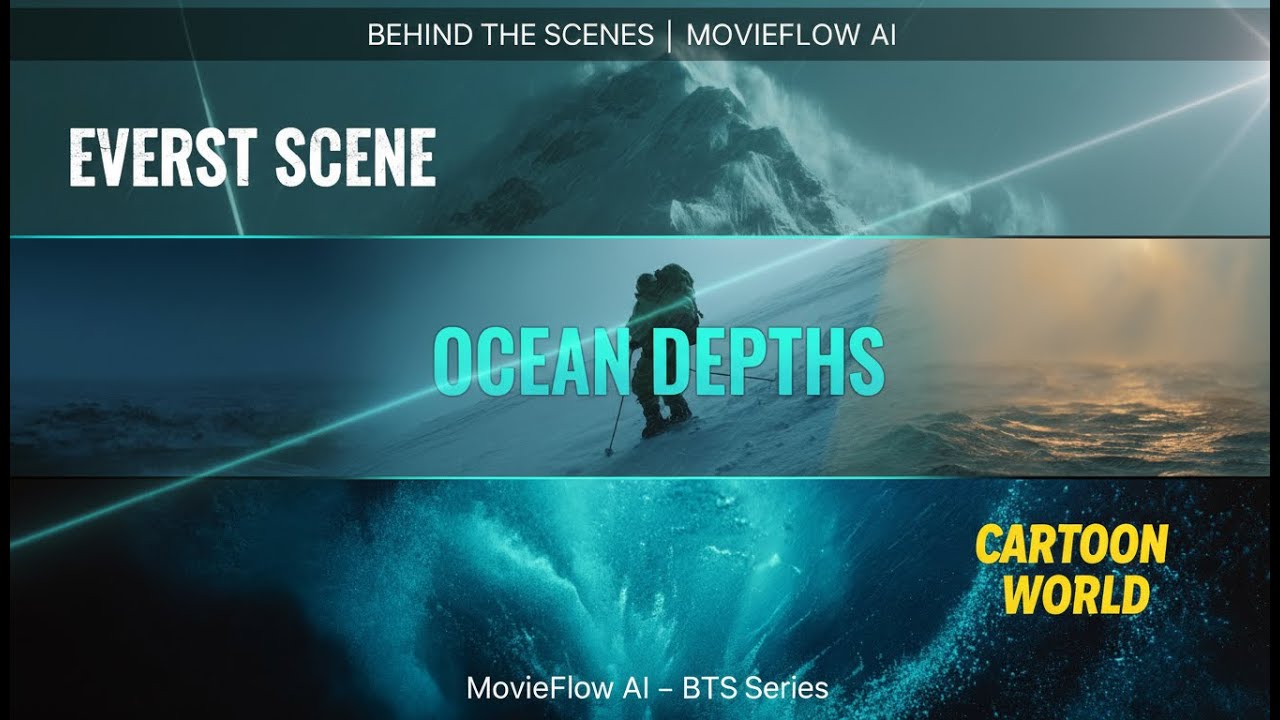 BEHIND THE SCENES | MOVIEFLOW AI
EVERST SCENE
OCEAN DEPTHS
CARTOON
WORLD
MovieFlow AI – BTS Series